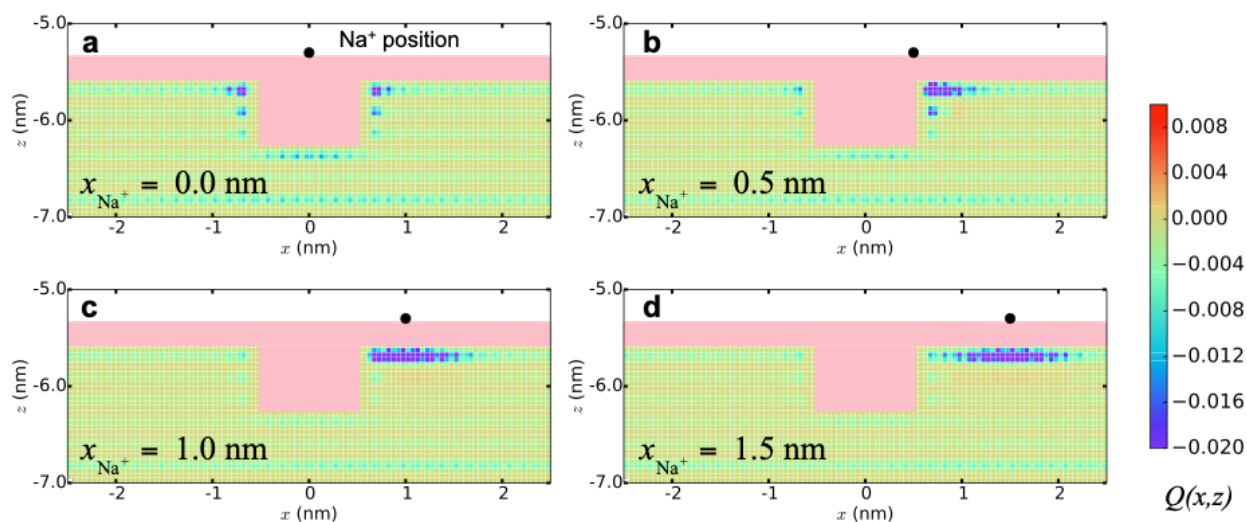 a
Na⁺ position
-5.0
-6.0
-7.0
z (nm)
x_Na⁺ = 0.0 nm
-2 -1 0 1 2
x (nm)
b
-5.0
-6.0
-7.0
z (nm)
x_Na⁺ = 0.5 nm
-2 -1 0 1 2
x (nm)
c
-5.0
-6.0
-7.0
z (nm)
x_Na⁺ = 1.0 nm
-2 -1 0 1 2
x (nm)
d
-5.0
-6.0
-7.0
z (nm)
x_Na⁺ = 1.5 nm
-2 -1 0 1 2
x (nm)
0.008
0.004
0.000
−0.004
−0.008
−0.012
−0.016
−0.020
Q(x,z)